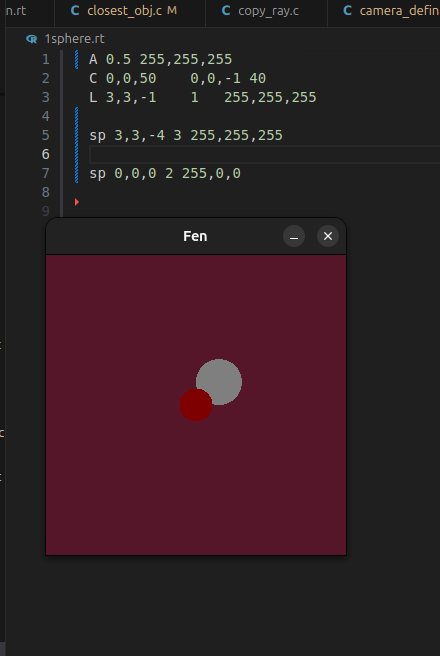 n.rt C closest_obj.c M C copy_ray.c C camera_defin
1sphere.rt
1 A 0.5 255,255,255
2 C 0,0,50 0,0,-1 40
3 L 3,3,-1 1 255,255,255
4
5 sp 3,3,-4 3 255,255,255
6
7 sp 0,0,0 2 255,0,0
8
9
Fen